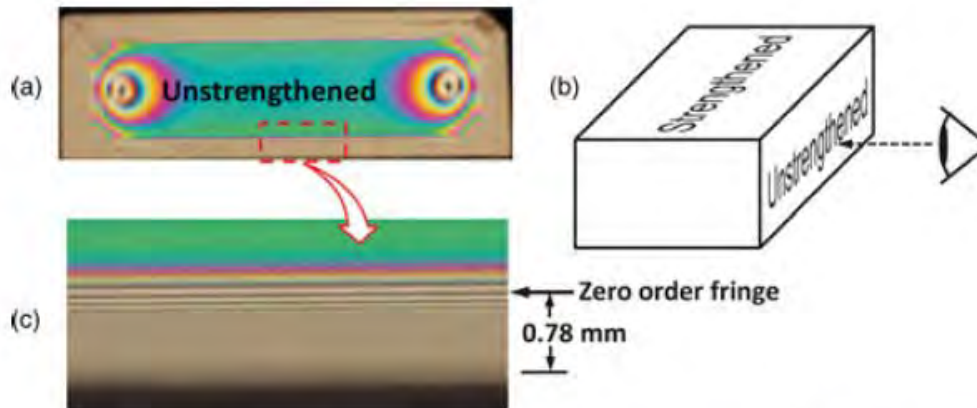 (a)
Unstrengthened
(b)
Strengthened
Unstrengthened
(c)
Zero order fringe
0.78 mm